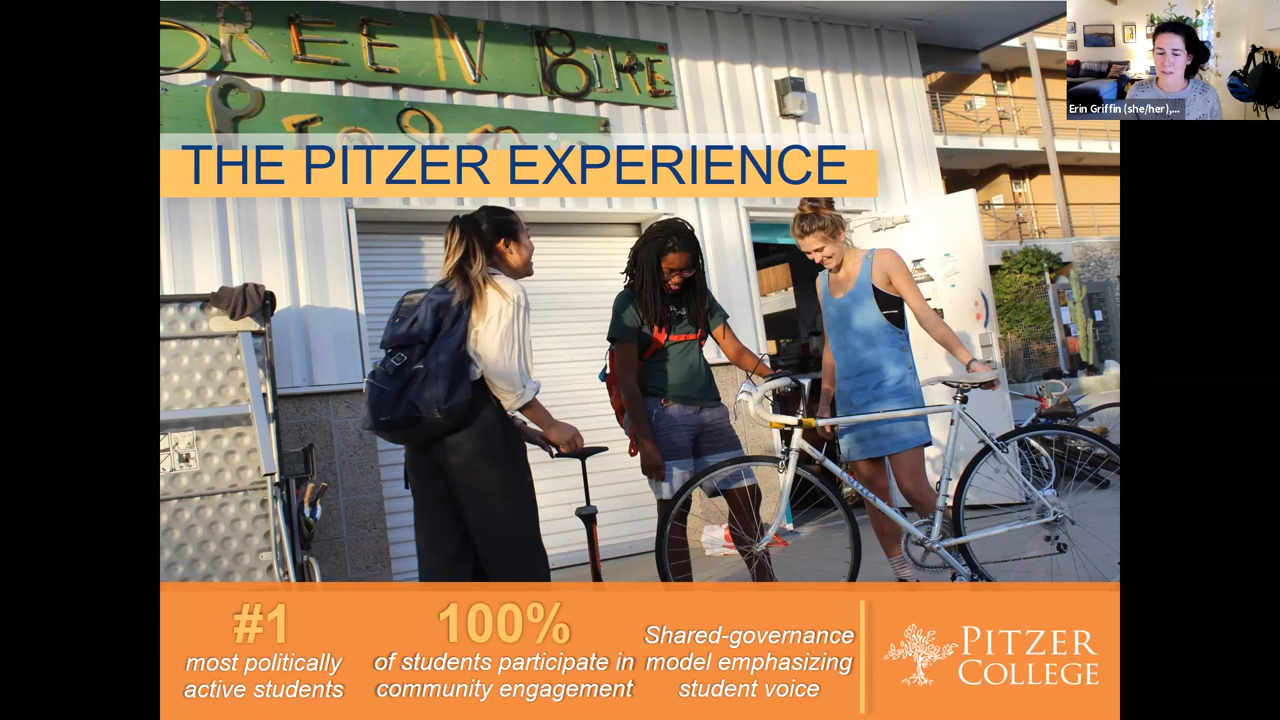 GREEN BIKE
Program
THE PITZER EXPERIENCE
Erin Griffin (she/her),...
#1
most politically
active students
100%
of students participate in
community engagement
Shared-governance
model emphasizing
student voice
PITZER
COLLEGE